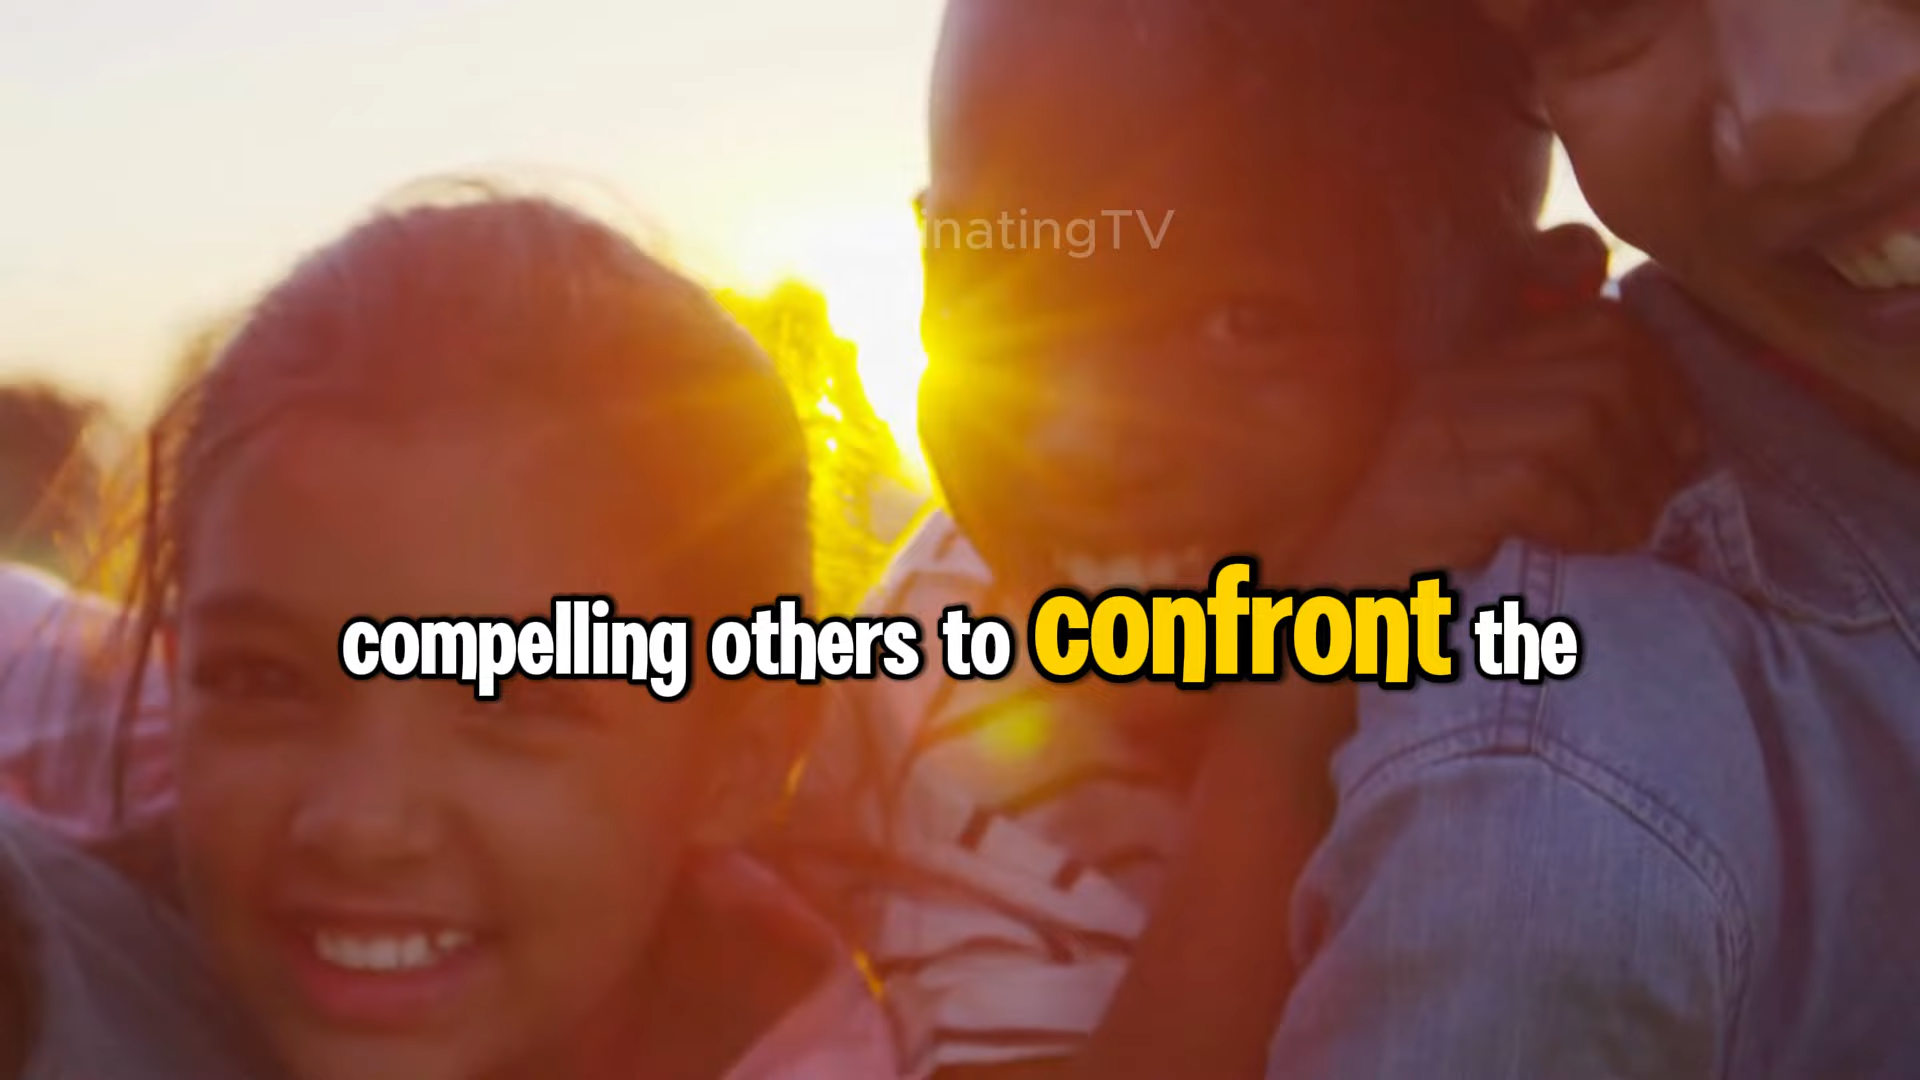 inatingTV
compelling others to confront the